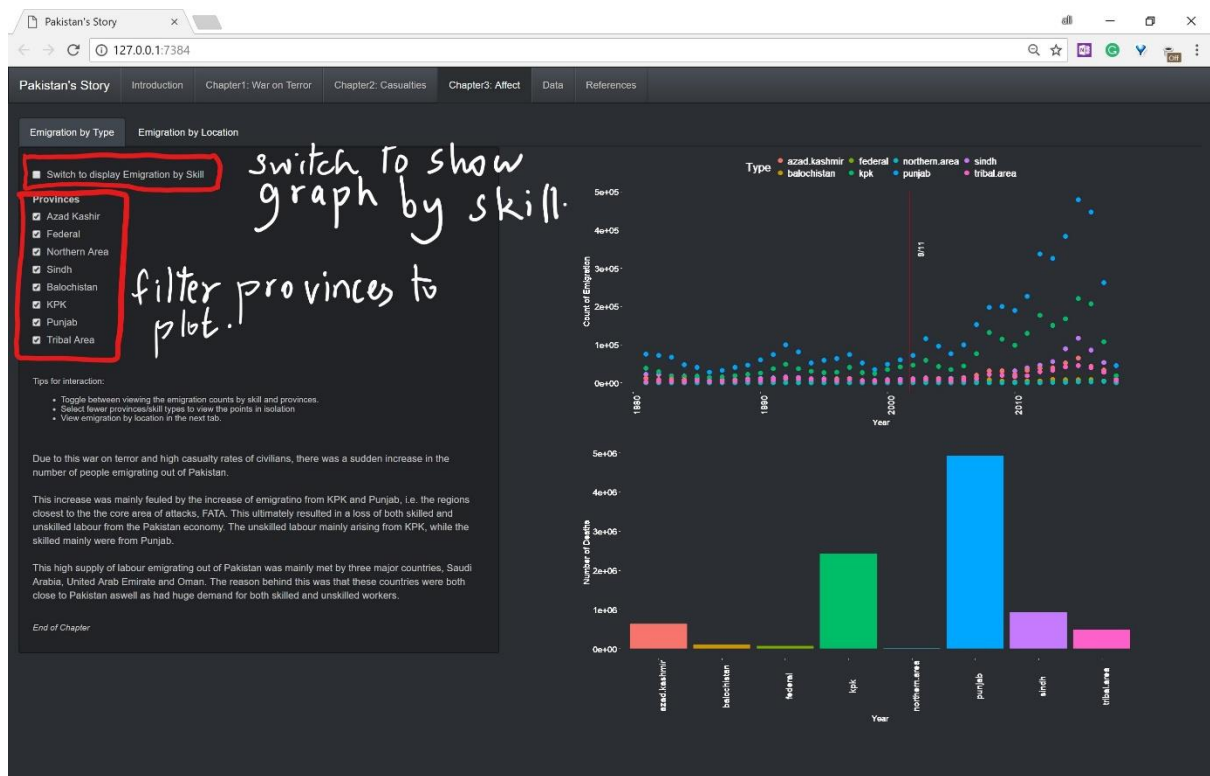 Pakistan's Story
127.0.0.1:7384
Off
Pakistan's Story Introduction Chapter1: War on Terror Chapter2: Casualties Chapter3: Affect Data References
Emigration by Type Emigration by Location
Switch to display Emigration by Skill
switch to show
graph by skill.
Provinces
Azad Kashir
Federal
Northern Area
Sindh
Balochistan
KPK
Punjab
Tribal Area
filter provinces to
plot.
Tips for interaction:
Toggle between viewing the emigration counts by skill and provinces.
Select fewer provinces/skill types to view the points in isolation
View emigration by location in the next tab.
Due to this war on terror and high casualty rates of civilians, there was a sudden increase in the
number of people emigrating out of Pakistan.
This increase was mainly feuled by the increase of emigratino from KPK and Punjab, i.e. the regions
closest to the the core area of attacks, FATA. This ultimately resulted in a loss of both skilled and
unskilled labour from the Pakistan economy. The unskilled labour mainly arising from KPK, while the
skilled mainly were from Punjab.
This high supply of labour emigrating out of Pakistan was mainly met by three major countries, Saudi
Arabia, United Arab Emirate and Oman. The reason behind this was that these countries were both
close to Pakistan aswell as had huge demand for both skilled and unskilled workers.
End of Chapter
Type azad.kashmir federal northern.area sindh
balochistan kpk punjab tribal.area
Count of Emigration
5e+05
4e+05
3e+05
2e+05
1e+05
0e+00
9/11
1980 1990 2000 2010
Year
Number of Deaths
5e+06
4e+06
3e+06
2e+06
1e+06
0e+00
azad.kashmir balochistan federal kpk northern.area punjab sindh tribal.area
Year